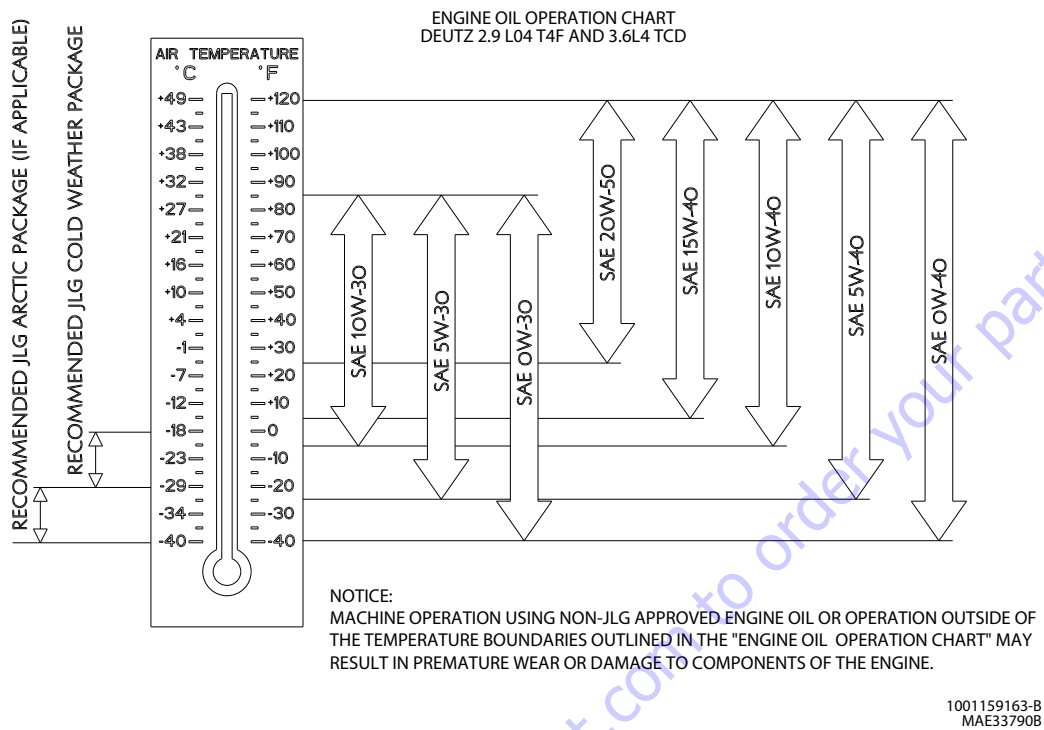 ENGINE OIL OPERATION CHART
DEUTZ 2.9 L04 T4F AND 3.6L4 TCD
RECOMMENDED JLG ARCTIC PACKAGE (IF APPLICABLE)
RECOMMENDED JLG COLD WEATHER PACKAGE
AIR TEMPERATURE
°C °F
+49 +120
+43 +110
+38 +100
+32 +90
+27 +80
+21 +70
+16 +60
+10 +50
+4 +40
-1 +30
-7 +20
-12 +10
-18 0
-23 -10
-29 -20
-34 -30
-40 -40
SAE 10W-30
SAE 5W-30
SAE 0W-30
SAE 20W-50
SAE 15W-40
SAE 10W-40
SAE 5W-40
SAE 0W-40
NOTICE:
MACHINE OPERATION USING NON-JLG APPROVED ENGINE OIL OR OPERATION OUTSIDE OF
THE TEMPERATURE BOUNDARIES OUTLINED IN THE "ENGINE OIL OPERATION CHART" MAY
RESULT IN PREMATURE WEAR OR DAMAGE TO COMPONENTS OF THE ENGINE.
1001159163-B
MAE33790B
t.com to order your part